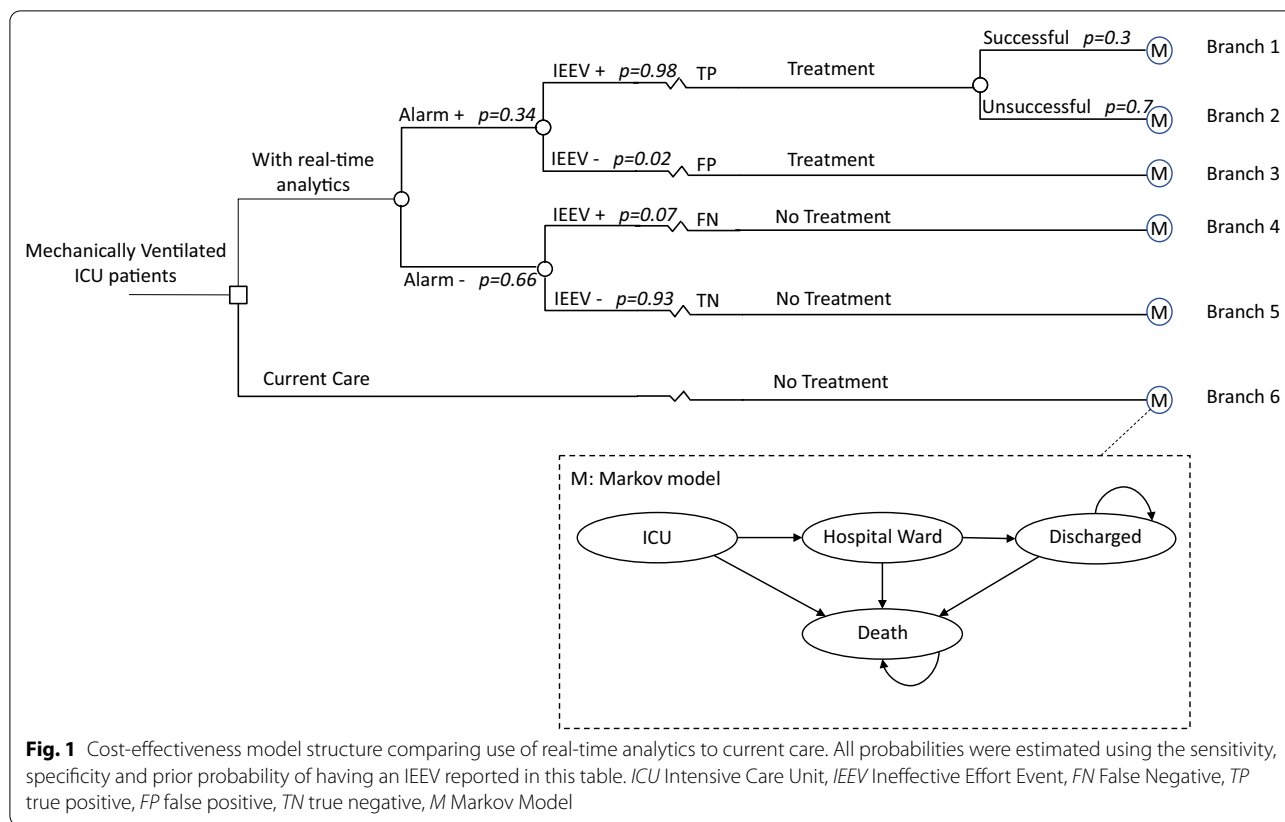 Successful p=0.3 M Branch 1
IEEV + p=0.98 TP Treatment
Unsuccessful p=0.7 M Branch 2
Alarm + p=0.34
With real-time
analytics
IEEV - p=0.02 FP Treatment M Branch 3
IEEV + p=0.07 FN No Treatment M Branch 4
Mechanically Ventilated
ICU patients
Alarm - p=0.66
IEEV - p=0.93 TN No Treatment M Branch 5
Current Care No Treatment M Branch 6
M: Markov model
ICU Hospital Ward Discharged
Death
Fig. 1 Cost-effectiveness model structure comparing use of real-time analytics to current care. All probabilities were estimated using the sensitivity,
specificity and prior probability of having an IEEV reported in this table. ICU Intensive Care Unit, IEEV Ineffective Effort Event, FN False Negative, TP
true positive, FP false positive, TN true negative, M Markov Model